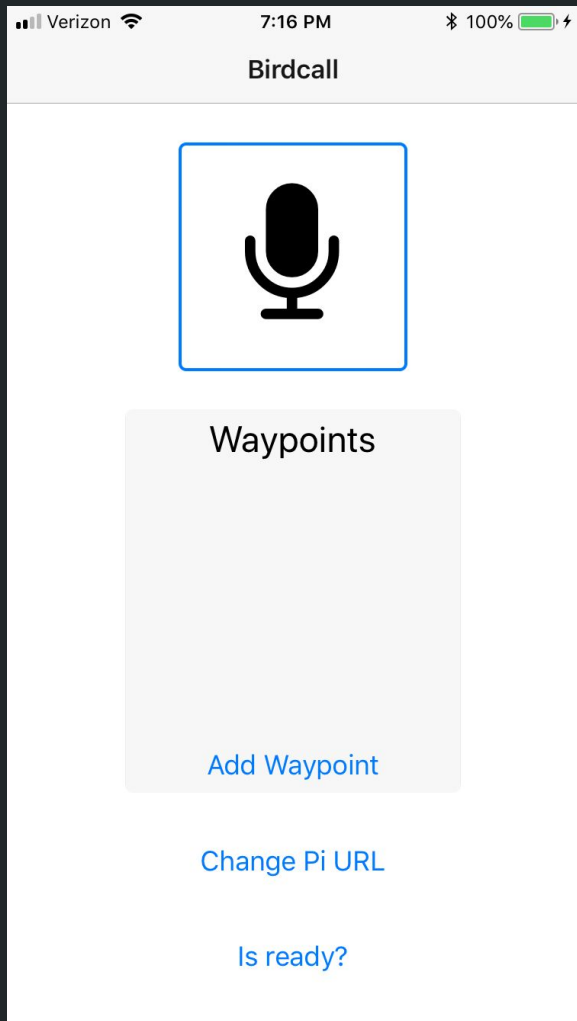 Verizon 7:16 PM 100%
Birdcall
Waypoints
Add Waypoint
Change Pi URL
Is ready?